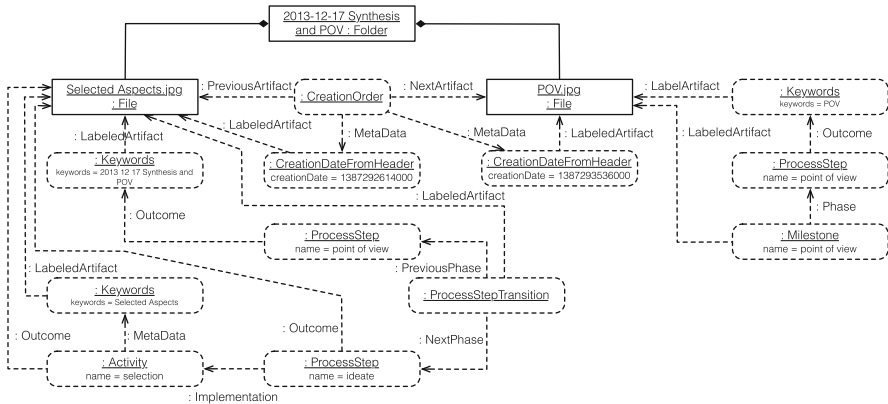 2013-12-17 Synthesis
and POV : Folder
Selected Aspects.jpg
: File
: PreviousArtifact
: CreationOrder
: NextArtifact
POV.jpg
: File
: LabelArtifact
: Keywords
keywords = POV
: LabeledArtifact
: LabeledArtifact
: MetaData
: MetaData
: LabeledArtifact
: LabeledArtifact
: Outcome
: Keywords
keywords = 2013 12 17 Synthesis and
POV
: CreationDateFromHeader
creationDate = 1387292614000
: CreationDateFromHeader
creationDate = 1387293536000
: ProcessStep
name = point of view
: LabeledArtifact
: Outcome
: Phase
: ProcessStep
name = point of view
: Milestone
name = point of view
: PreviousPhase
: LabeledArtifact
: Keywords
keywords = Selected Aspects
: ProcessStepTransition
: Outcome
: MetaData
: Outcome
: NextPhase
: Activity
name = selection
: ProcessStep
name = ideate
: Implementation